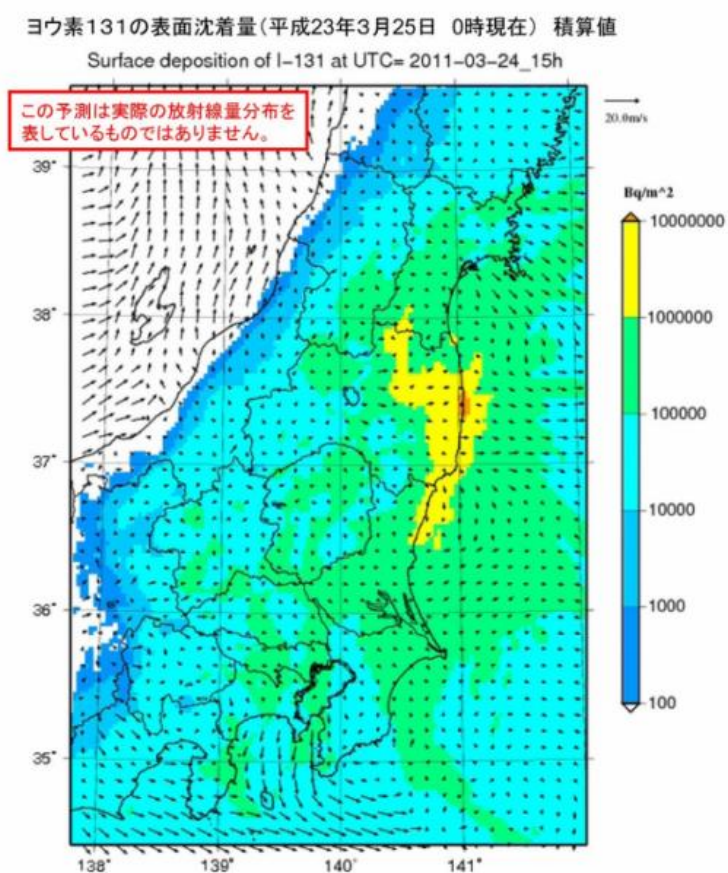 ヨウ素131の表面沈着量(平成23年3月25日 0時現在) 積算値
Surface deposition of I-131 at UTC= 2011-03-24_15h
この予測は実際の放射線量分布を
表しているものではありません。
20.0m/s
Bq/m^2
10000000
1000000
100000
10000
1000
100
39°
38°
37°
36°
35°
138°
139°
140°
141°